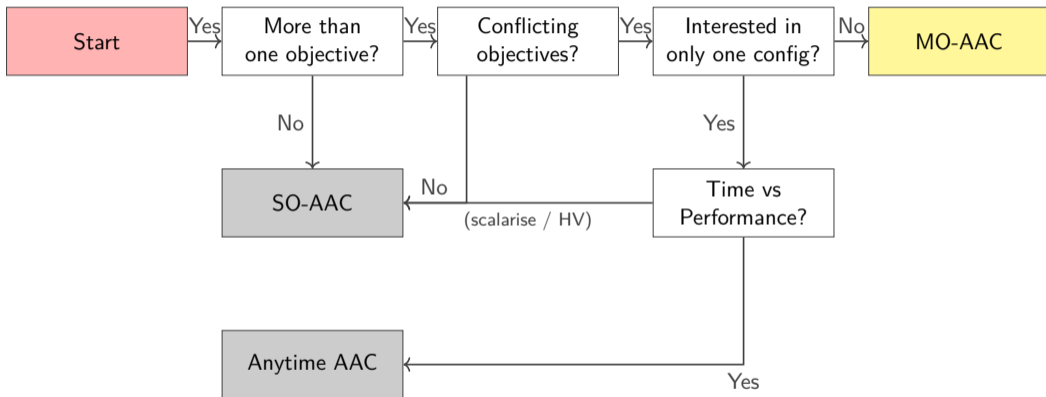 Start
Yes
More than
one objective?
Yes
Conflicting
objectives?
Yes
Interested in
only one config?
No
MO-AAC
No
Yes
SO-AAC
No
(scalarise / HV)
Time vs
Performance?
Anytime AAC
Yes